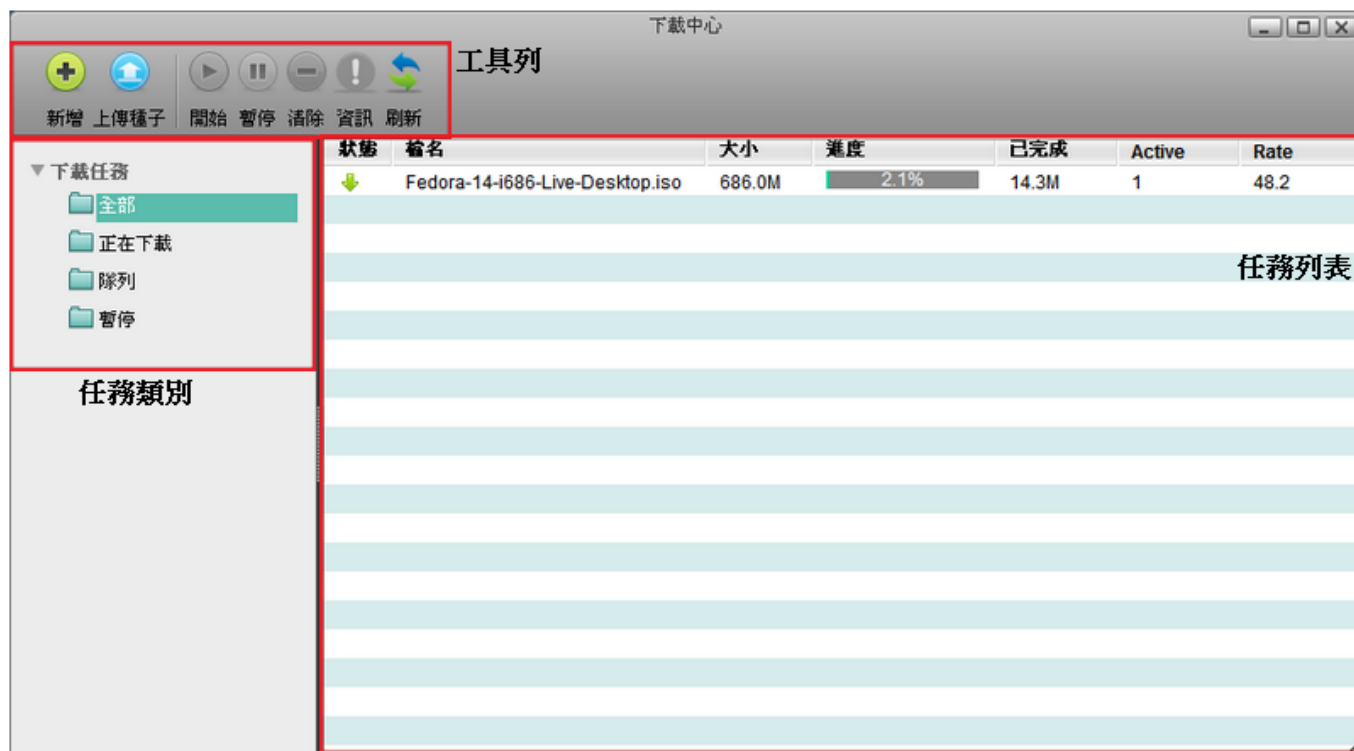 下載中心
工具列
新增 上傳種子 開始 暫停 清除 資訊 刷新
下載任務
全部
正在下載
隊列
暫停
任務類別
狀態 檔名 大小 進度 已完成 Active Rate
Fedora-14-i686-Live-Desktop.iso 686.0M 2.1% 14.3M 1 48.2
任務列表